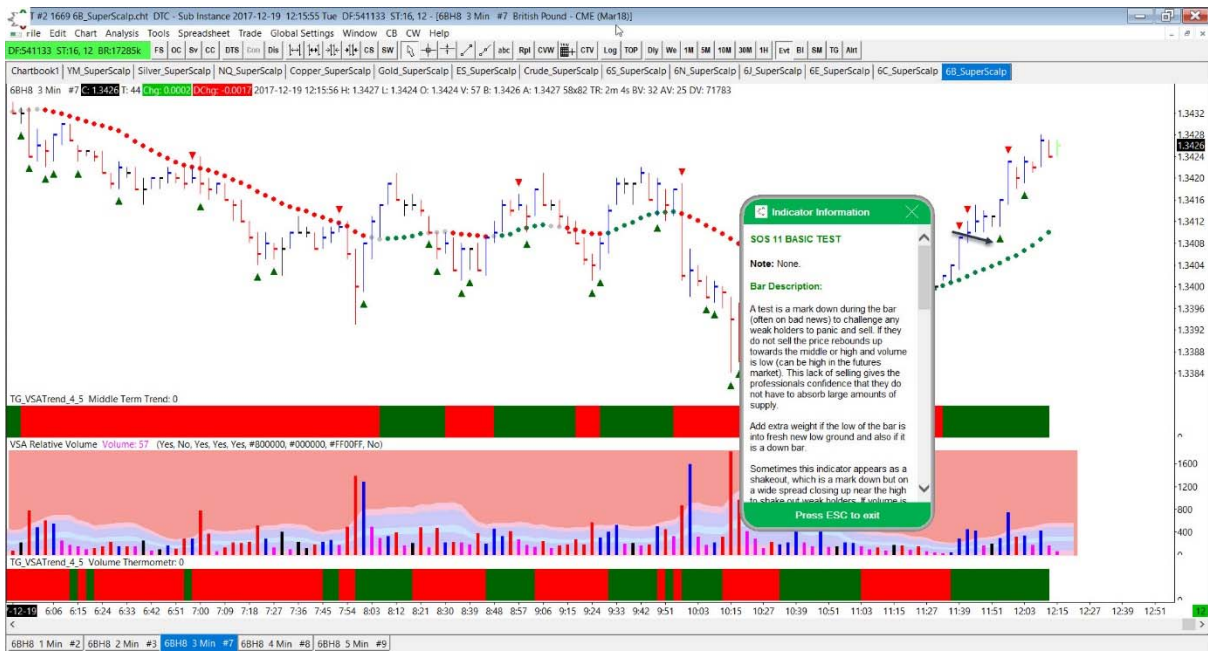 T #2 1669 6B_SuperScalp.cht DTC - Sub Instance 2017-12-19 12:15:55 Tue DF:541133 ST:16, 12 - [6BH8 3 Min #7 British Pound - CME (Mar18)]
File Edit Chart Analysis Tools Spreadsheet Trade Global Settings Window CB CW Help
DF:541133 ST:16, 12 BR:17285k FS OC Sv CC DTS Con Dis CS SW abc Rpl CVW CTV Log TOP Dly We 1M 5M 10M 30M 1H Evt BI SM TG Airt
Chartbook1 YM_SuperScalp Silver_SuperScalp NQ_SuperScalp Copper_SuperScalp Gold_SuperScalp ES_SuperScalp Crude_SuperScalp 6S_SuperScalp 6N_SuperScalp 6J_SuperScalp 6E_SuperScalp 6C_SuperScalp 6B_SuperScalp
6BH8 3 Min #7 C: 1.3426 T: 44 Chg: 0.0002 DChg: -0.0017 2017-12-19 12:15:56 H: 1.3427 L: 1.3424 O: 1.3424 V: 57 B: 1.3426 A: 1.3427 58x82 TR: 2m 4s BV: 32 AV: 25 DV: 71783
1.3432
1.3428
1.3426
1.3424
1.3420
1.3416
1.3412
1.3408
1.3404
1.3400
1.3396
1.3392
1.3388
1.3384
Indicator Information
SOS 11 BASIC TEST
Note: None.
Bar Description:
A test is a mark down during the bar
(often on bad news) to challenge any
weak holders to panic and sell. If they
do not sell the price rebounds up
towards the middle or high and volume
is low (can be high in the futures
market). This lack of selling gives the
professionals confidence that they do
not have to absorb large amounts of
supply.
Add extra weight if the low of the bar is
into fresh new low ground and also if it
is a down bar.
Sometimes this indicator appears as a
shakeout, which is a mark down but on
a wide spread closing up near the high
to shake out weak holders. If volume is
Press ESC to exit
TG_VSATrend_4_5 Middle Term Trend: 0
VSA Relative Volume Volume: 57 (Yes, No, Yes, Yes, Yes, #800000, #000000, #FF00FF, No)
1600
1200
800
400
TG_VSATrend_4_5 Volume Thermometr: 0
-12-19 6:06 6:15 6:24 6:33 6:42 6:51 7:00 7:09 7:18 7:27 7:36 7:45 7:54 8:03 8:12 8:21 8:30 8:39 8:48 8:57 9:06 9:15 9:24 9:33 9:42 9:51 10:03 10:15 10:27 10:39 10:51 11:03 11:15 11:27 11:39 11:51 12:03 12:15 12:27 12:39 12:51 12
6BH8 1 Min #2 6BH8 2 Min #3 6BH8 3 Min #7 6BH8 4 Min #8 6BH8 5 Min #9